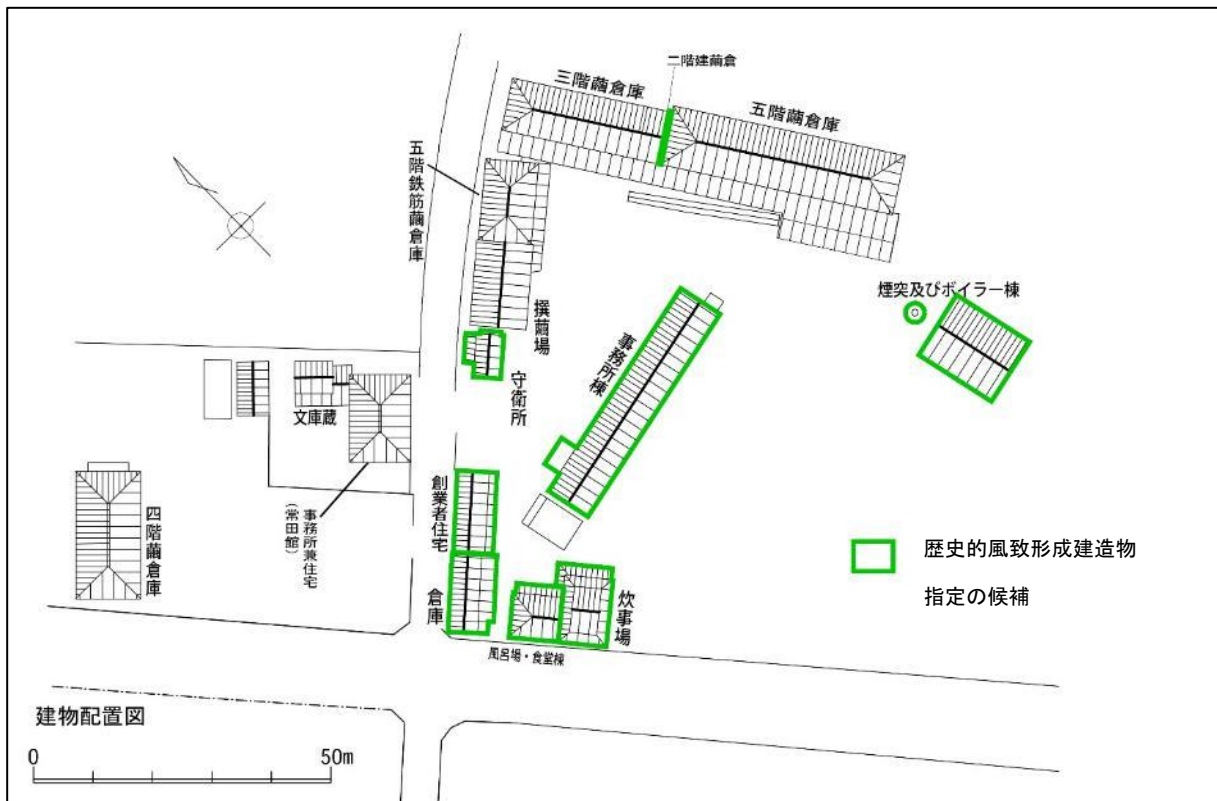 二階建繭倉
三階繭倉庫
五階繭倉庫
五階鉄筋繭倉庫
煙突及びボイラー棟
撰繭場
事務所棟
守衛所
文庫蔵
創業者住宅
四階繭倉庫
事務所兼住宅
(常田館)
歴史的風致形成建造物
指定の候補
倉庫
炊事場
風呂場・食堂棟
建物配置図
0
50m